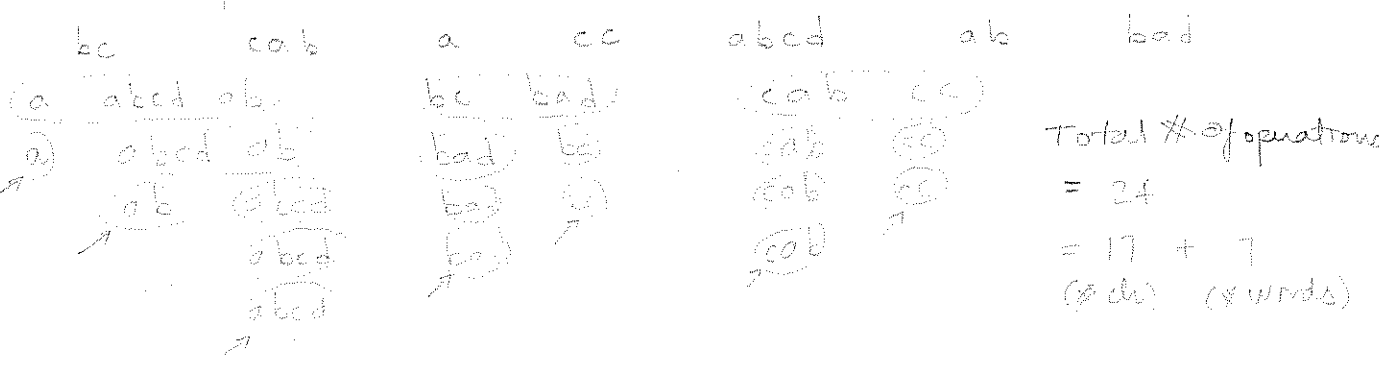 bc cab a cc abcd ab bad
a abcd ab bc bad cab cc
a abcd ab bad bc cab cc
ab abcd bad cab cc
abcd ba cab
abcd
Total # of operations
= 24
= 17 + 7
(# ch) (# words)